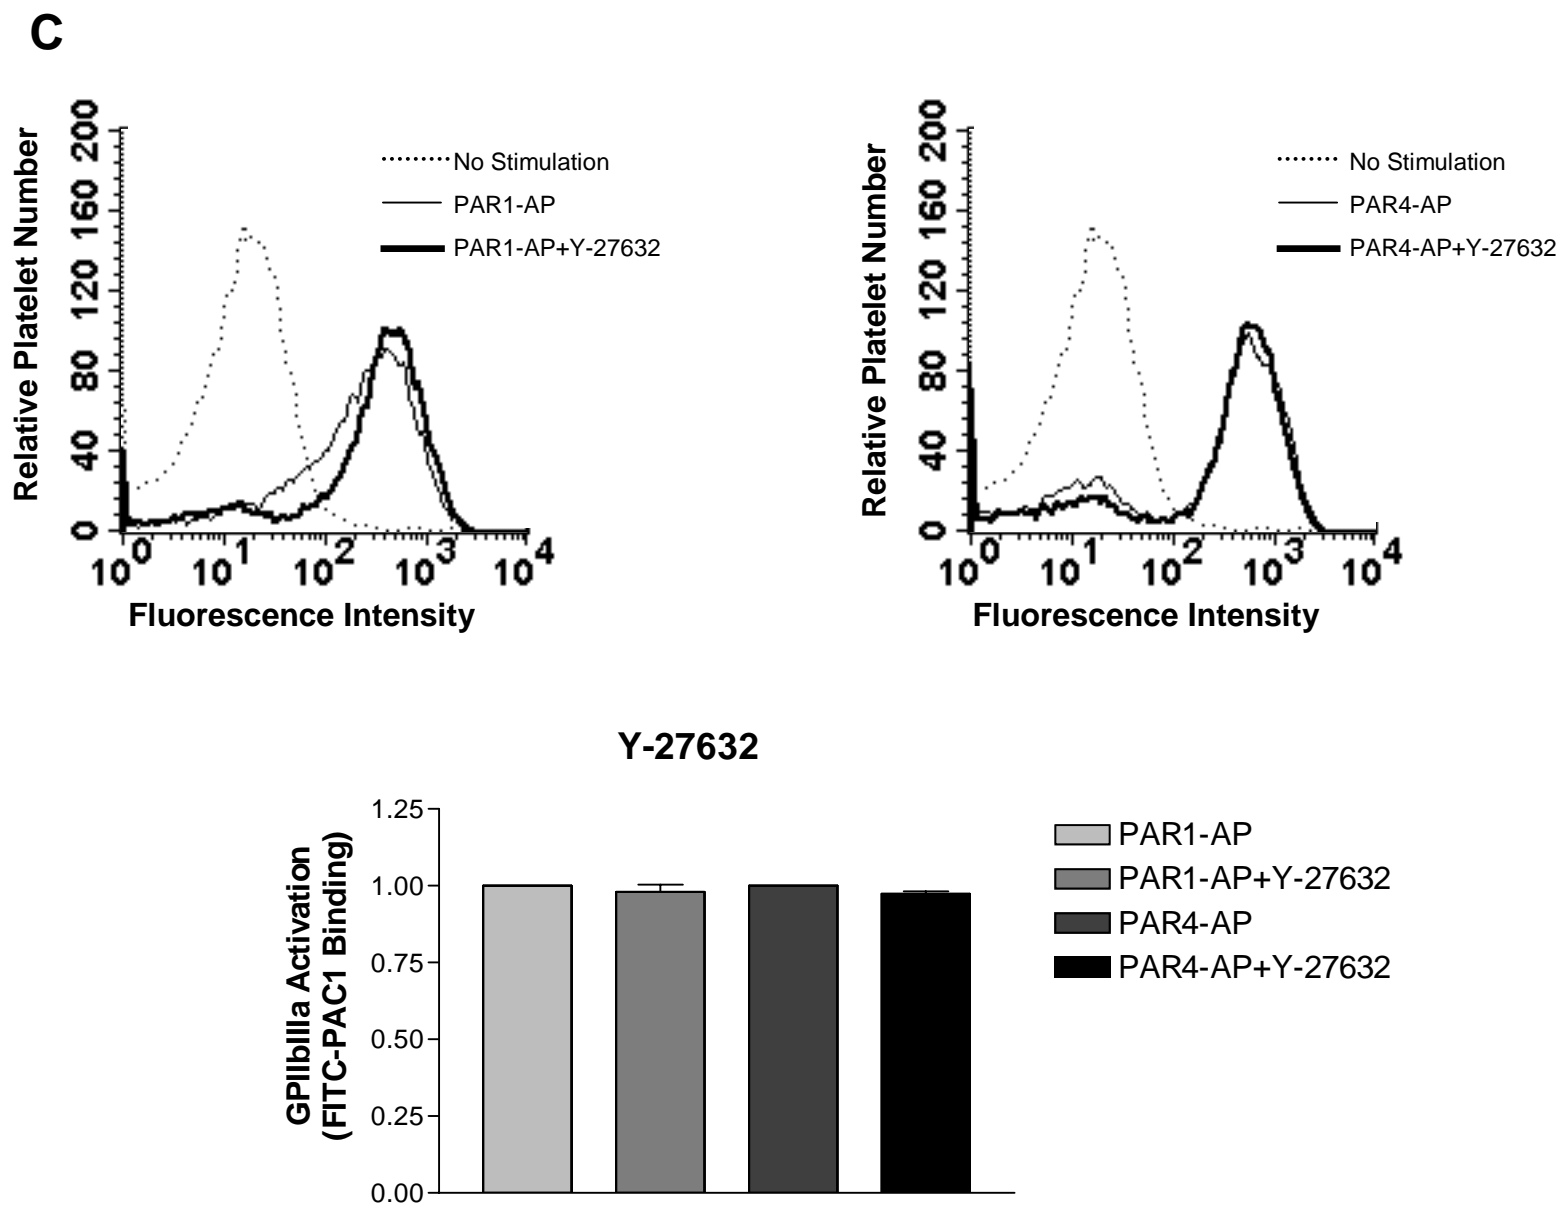 C
Relative Platelet Number
200
160
120
80
40
0
10^0 10^1 10^2 10^3 10^4
Fluorescence Intensity
No Stimulation
PAR1-AP
PAR1-AP+Y-27632
Relative Platelet Number
200
160
120
80
40
0
10^0 10^1 10^2 10^3 10^4
Fluorescence Intensity
No Stimulation
PAR4-AP
PAR4-AP+Y-27632
Y-27632
GPIIbIIIa Activation
(FITC-PAC1 Binding)
1.25
1.00
0.75
0.50
0.25
0.00
PAR1-AP
PAR1-AP+Y-27632
PAR4-AP
PAR4-AP+Y-27632